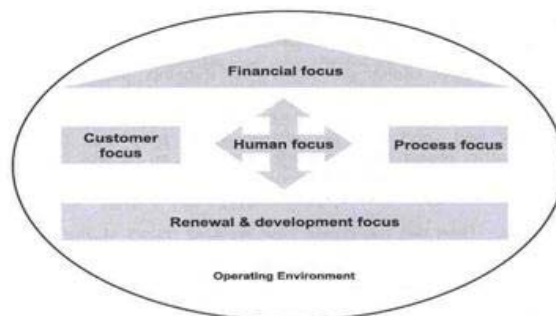 Financial focus
Customer
focus
Human focus
Process focus
Renewal & development focus
Operating Environment